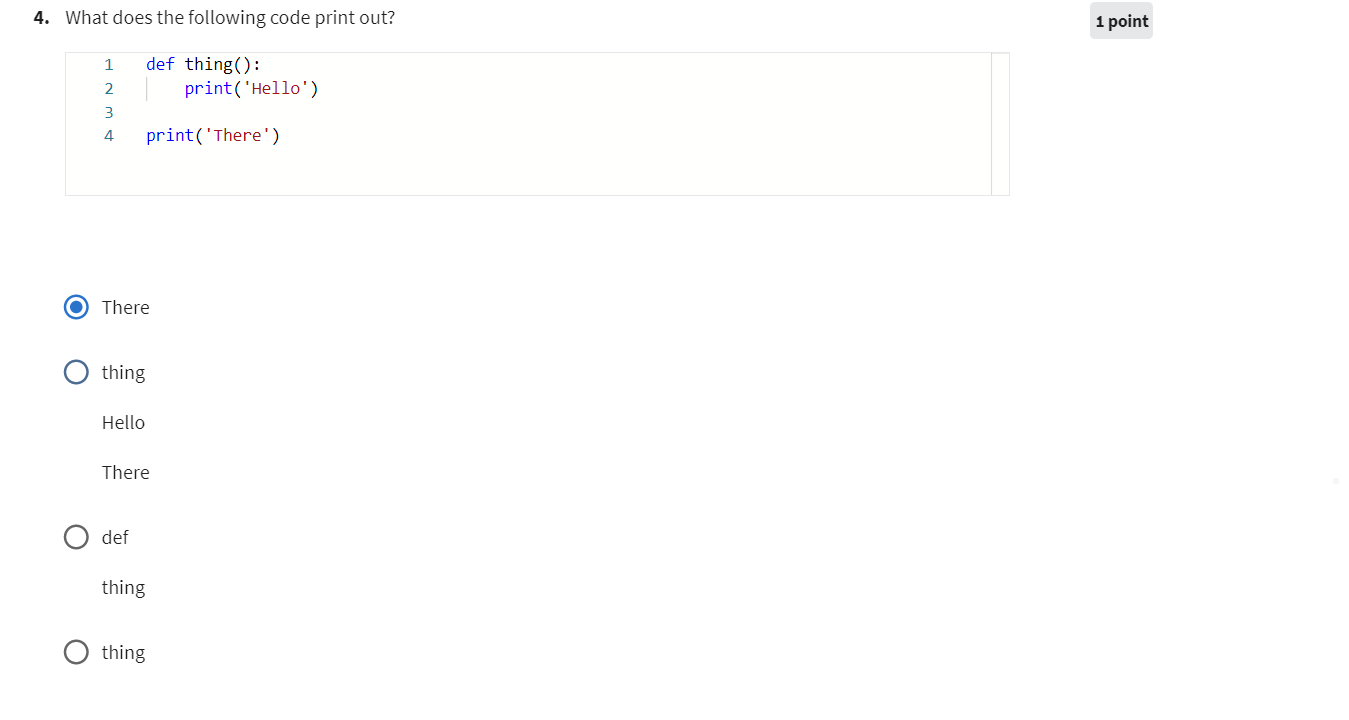 4. What does the following code print out?
1 point
1 def thing():
2 print('Hello')
3
4 print('There')
There
thing
Hello
There
def
thing
thing